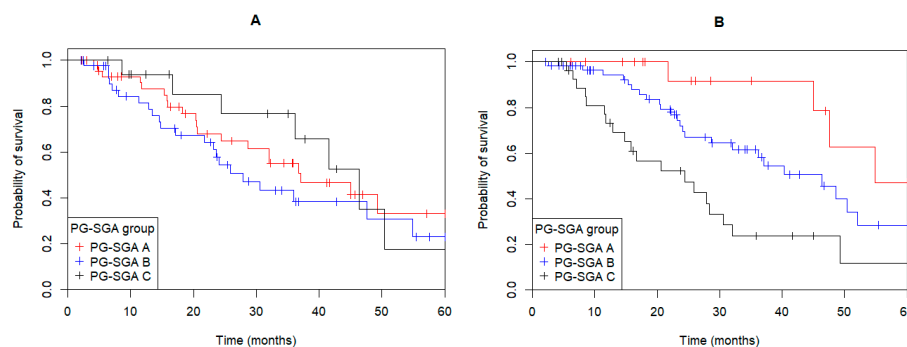 A
Probability of survival
1.0
0.8
0.6
0.4
0.2
0.0
PG-SGA group
PG-SGA A
PG-SGA B
PG-SGA C
0 10 20 30 40 50 60
Time (months)
B
Probability of survival
1.0
0.8
0.6
0.4
0.2
0.0
PG-SGA group
PG-SGA A
PG-SGA B
PG-SGA C
0 10 20 30 40 50 60
Time (months)